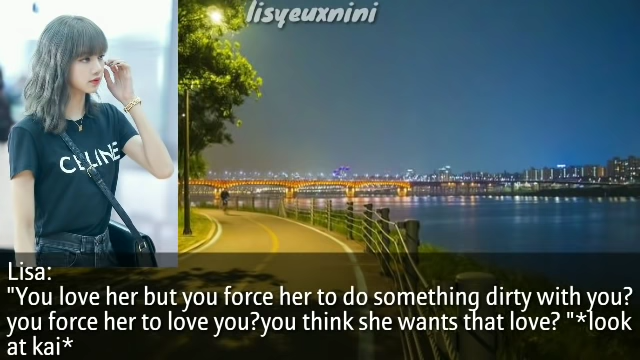 lisyeuxnini
CELINE
Lisa:
"You love her but you force her to do something dirty with you?
you force her to love you?you think she wants that love? "*look
at kai*